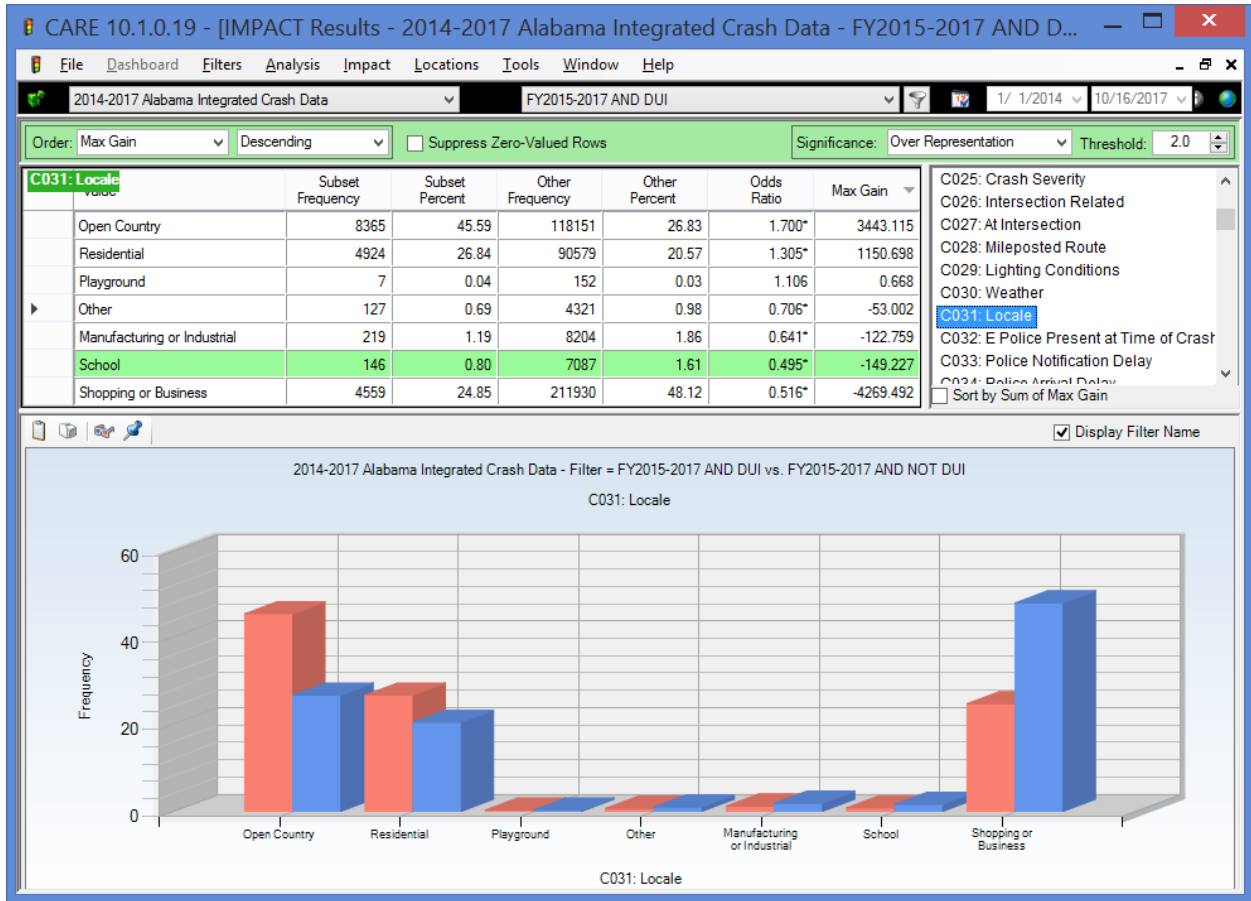 CARE 10.1.0.19 - [IMPACT Results - 2014-2017 Alabama Integrated Crash Data - FY2015-2017 AND D...
File Dashboard Filters Analysis Impact Locations Tools Window Help
2014-2017 Alabama Integrated Crash Data FY2015-2017 AND DUI 1/ 1/2014 10/16/2017
Order: Max Gain Descending Suppress Zero-Valued Rows Significance: Over Representation Threshold: 2.0
C031: Locale
Value Subset Frequency Subset Percent Other Frequency Other Percent Odds Ratio Max Gain
Open Country 8365 45.59 118151 26.83 1.700* 3443.115
Residential 4924 26.84 90579 20.57 1.305* 1150.698
Playground 7 0.04 152 0.03 1.106 0.668
Other 127 0.69 4321 0.98 0.706* -53.002
Manufacturing or Industrial 219 1.19 8204 1.86 0.641* -122.759
School 146 0.80 7087 1.61 0.495* -149.227
Shopping or Business 4559 24.85 211930 48.12 0.516* -4269.492
C025: Crash Severity
C026: Intersection Related
C027: At Intersection
C028: Mileposted Route
C029: Lighting Conditions
C030: Weather
C031: Locale
C032: E Police Present at Time of Crash
C033: Police Notification Delay
C034: Police Arrival Delay
Sort by Sum of Max Gain
Display Filter Name
2014-2017 Alabama Integrated Crash Data - Filter = FY2015-2017 AND DUI vs. FY2015-2017 AND NOT DUI
C031: Locale
Frequency
60
40
20
0
Open Country Residential Playground Other Manufacturing or Industrial School Shopping or Business
C031: Locale